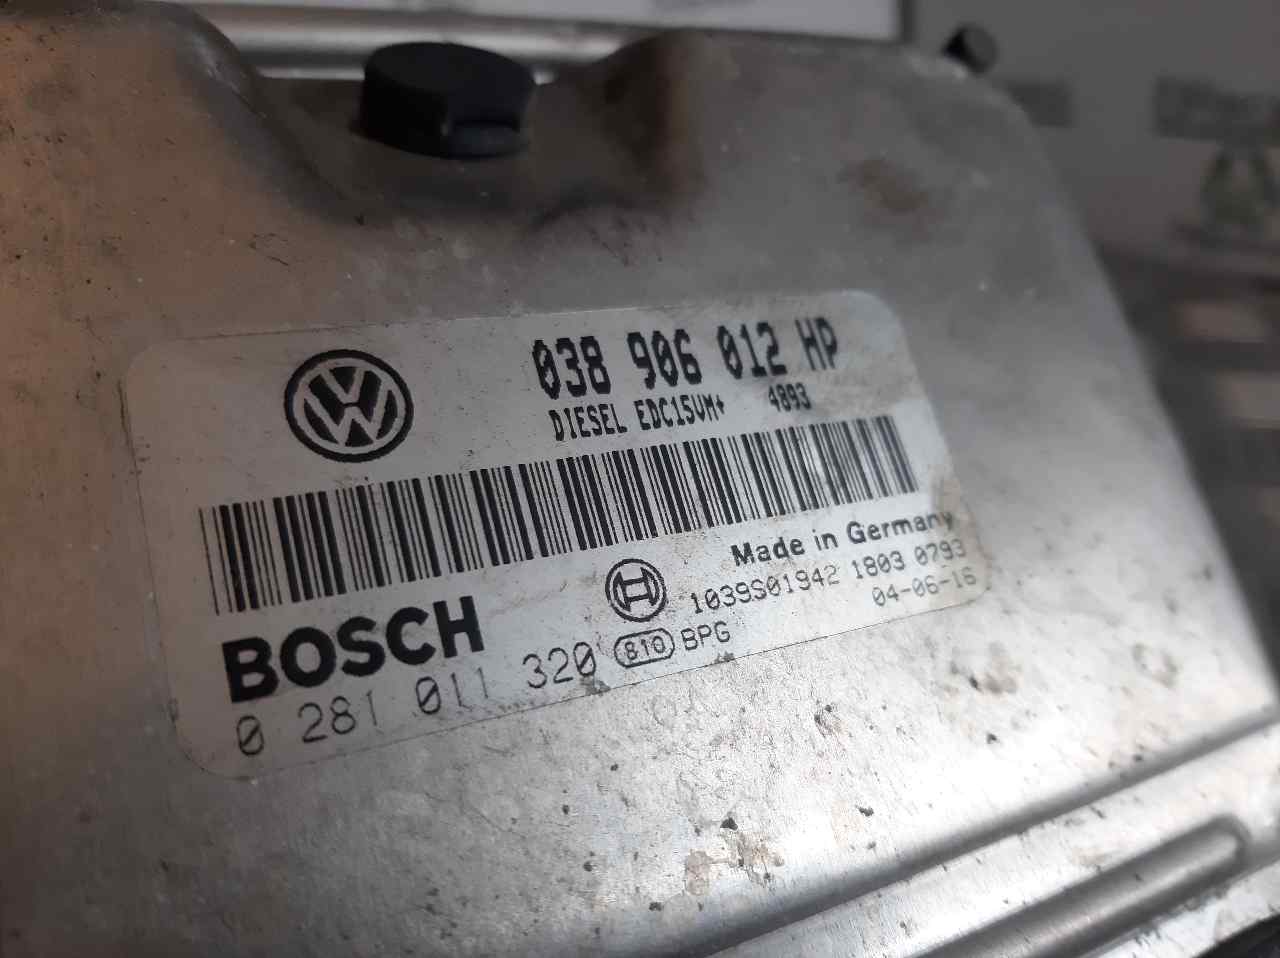 038 906 012 HP
DIESEL EDC15VM+ 4893
Made in Germany
BOSCH
1039S01942 1803 0793
04-06-16
0 281 011 320 810 BPG